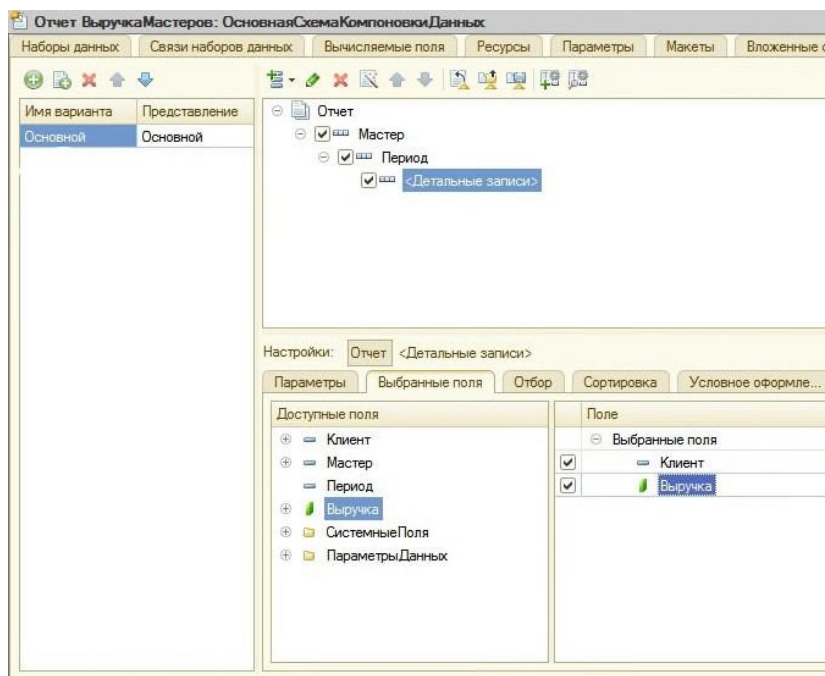 Отчет ВыручкаМастеров: ОсновнаяСхемаКомпоновкиДанных
Наборы данных Связи наборов данных Вычисляемые поля Ресурсы Параметры Макеты Вложенные с
Имя варианта Представление
Основной Основной
Отчет
Мастер
Период
<Детальные записи>
Настройки: Отчет <Детальные записи>
Параметры Выбранные поля Отбор Сортировка Условное оформле...
Доступные поля
Клиент
Мастер
Период
Выручка
СистемныеПоля
ПараметрыДанных
Поле
Выбранные поля
Клиент
Выручка